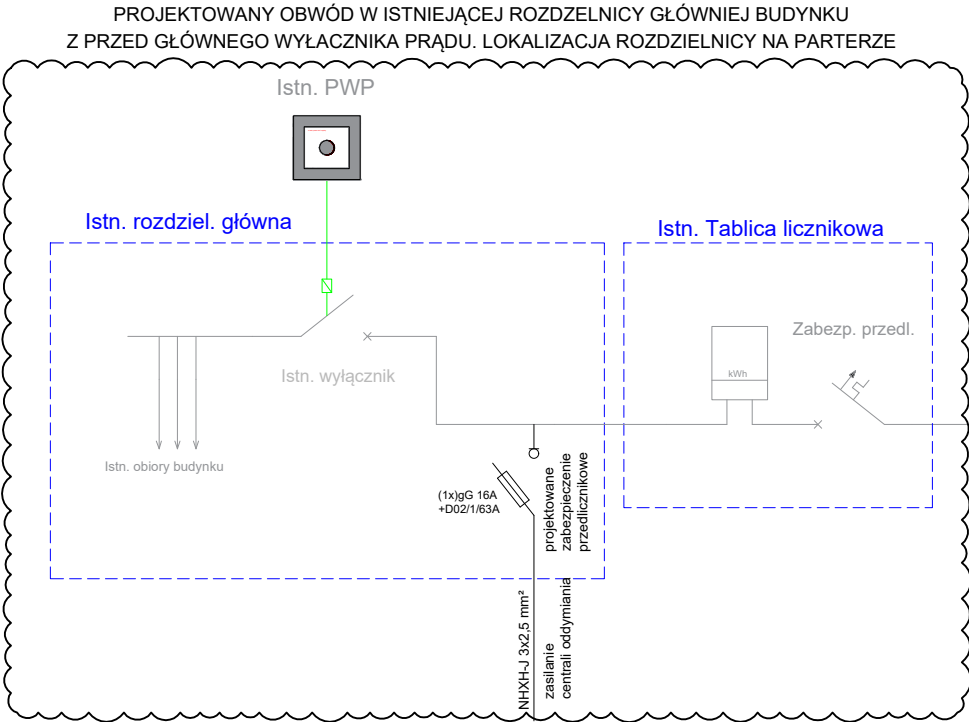 PROJEKTOWANY OBWÓD W ISTNIEJĄCEJ ROZDZELNICY GŁÓWNIEJ BUDYNKU
Z PRZED GŁÓWNEGO WYŁACZNIKA PRĄDU. LOKALIZACJA ROZDZIELNICY NA PARTERZE
Istn. PWP
Istn. rozdziel. główna
Istn. Tablica licznikowa
Zabezp. przedl.
kWh
Istn. wyłącznik
Istn. obiory budynku
(1x)gG 16A
+D02/1/63A
projektowane
zabezpieczenie
przedlicznikowe
NHXH-J 3x2,5 mm²
zasilanie
centrali oddymiania